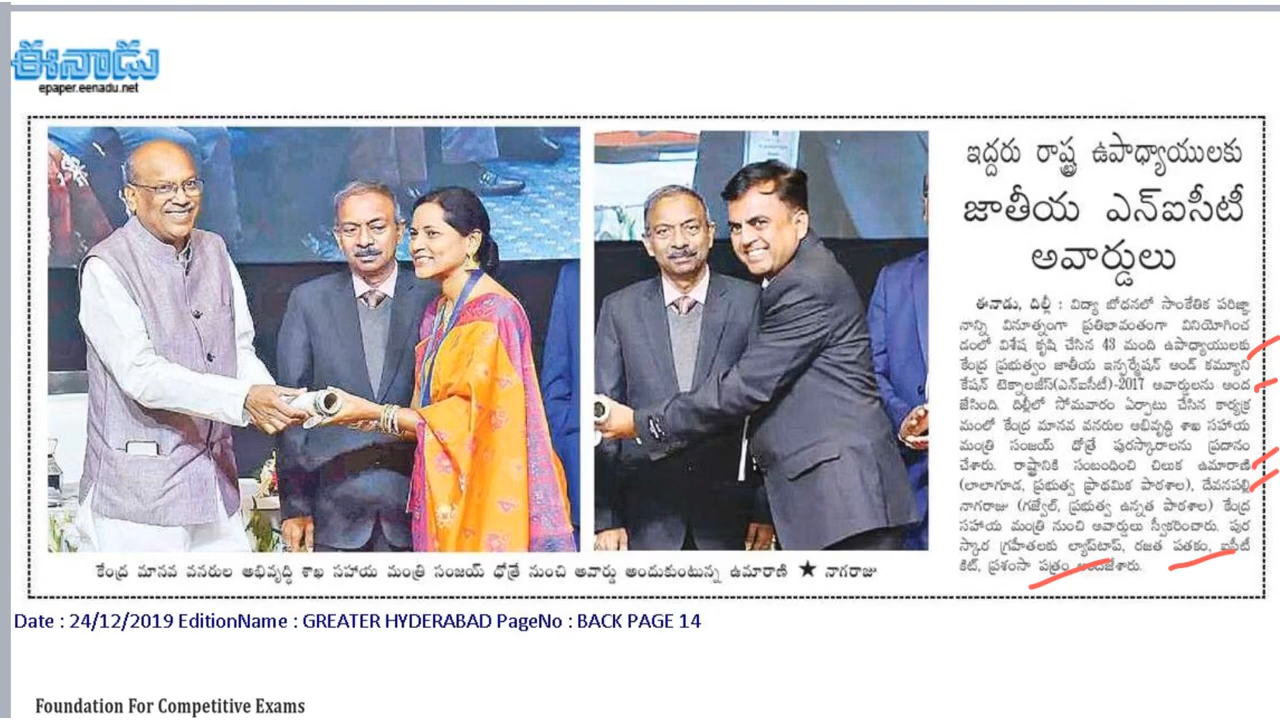 ఈనాడు
epaper.eenadu.net
ఇద్దరు రాష్ట్ర ఉపాధ్యాయులకు
జాతీయ ఎన్ఐసీటీ
అవార్డులు
ఈనాడు, దిల్లీ : విద్యా బోధనలో సాంకేతిక పరిజ్ఞా
నాన్ని వినూత్నంగా ప్రతిభావంతంగా వినియోగించ
డంలో విశేష కృషి చేసిన 43 మంది ఉపాధ్యాయులకు
కేంద్ర ప్రభుత్వం జాతీయ ఇన్ఫర్మేషన్ అండ్ కమ్యూని
కేషన్ టెక్నాలజీస్(ఎన్ఐసీటీ)-2017 అవార్డులను అంద
జేసింది. దిల్లీలో సోమవారం ఏర్పాటు చేసిన కార్యక్ర
మంలో కేంద్ర మానవ వనరుల అభివృద్ధి శాఖ సహాయ
మంత్రి సంజయ్ ధోత్రే పురస్కారాలను ప్రదానం
చేశారు. రాష్ట్రానికి సంబంధించి చిలుక ఉమారాణి
(లాలాగూడ, ప్రభుత్వ ప్రాథమిక పాఠశాల), దేవనపల్లి
నాగరాజు (గజ్వేల్, ప్రభుత్వ ఉన్నత పాఠశాల) కేంద్ర
సహాయ మంత్రి నుంచి అవార్డులు స్వీకరించారు. పుర
స్కార గ్రహీతలకు ల్యాప్‌టాప్, రజత పతకం, ఐసీటీ
కిట్, ప్రశంసా పత్రం అందజేశారు.
కేంద్ర మానవ వనరుల అభివృద్ధి శాఖ సహాయ మంత్రి సంజయ్ ధోత్రే నుంచి అవార్డు అందుకుంటున్న ఉమారాణి ★ నాగరాజు
Date : 24/12/2019 EditionName : GREATER HYDERABAD PageNo : BACK PAGE 14
Foundation For Competitive Exams